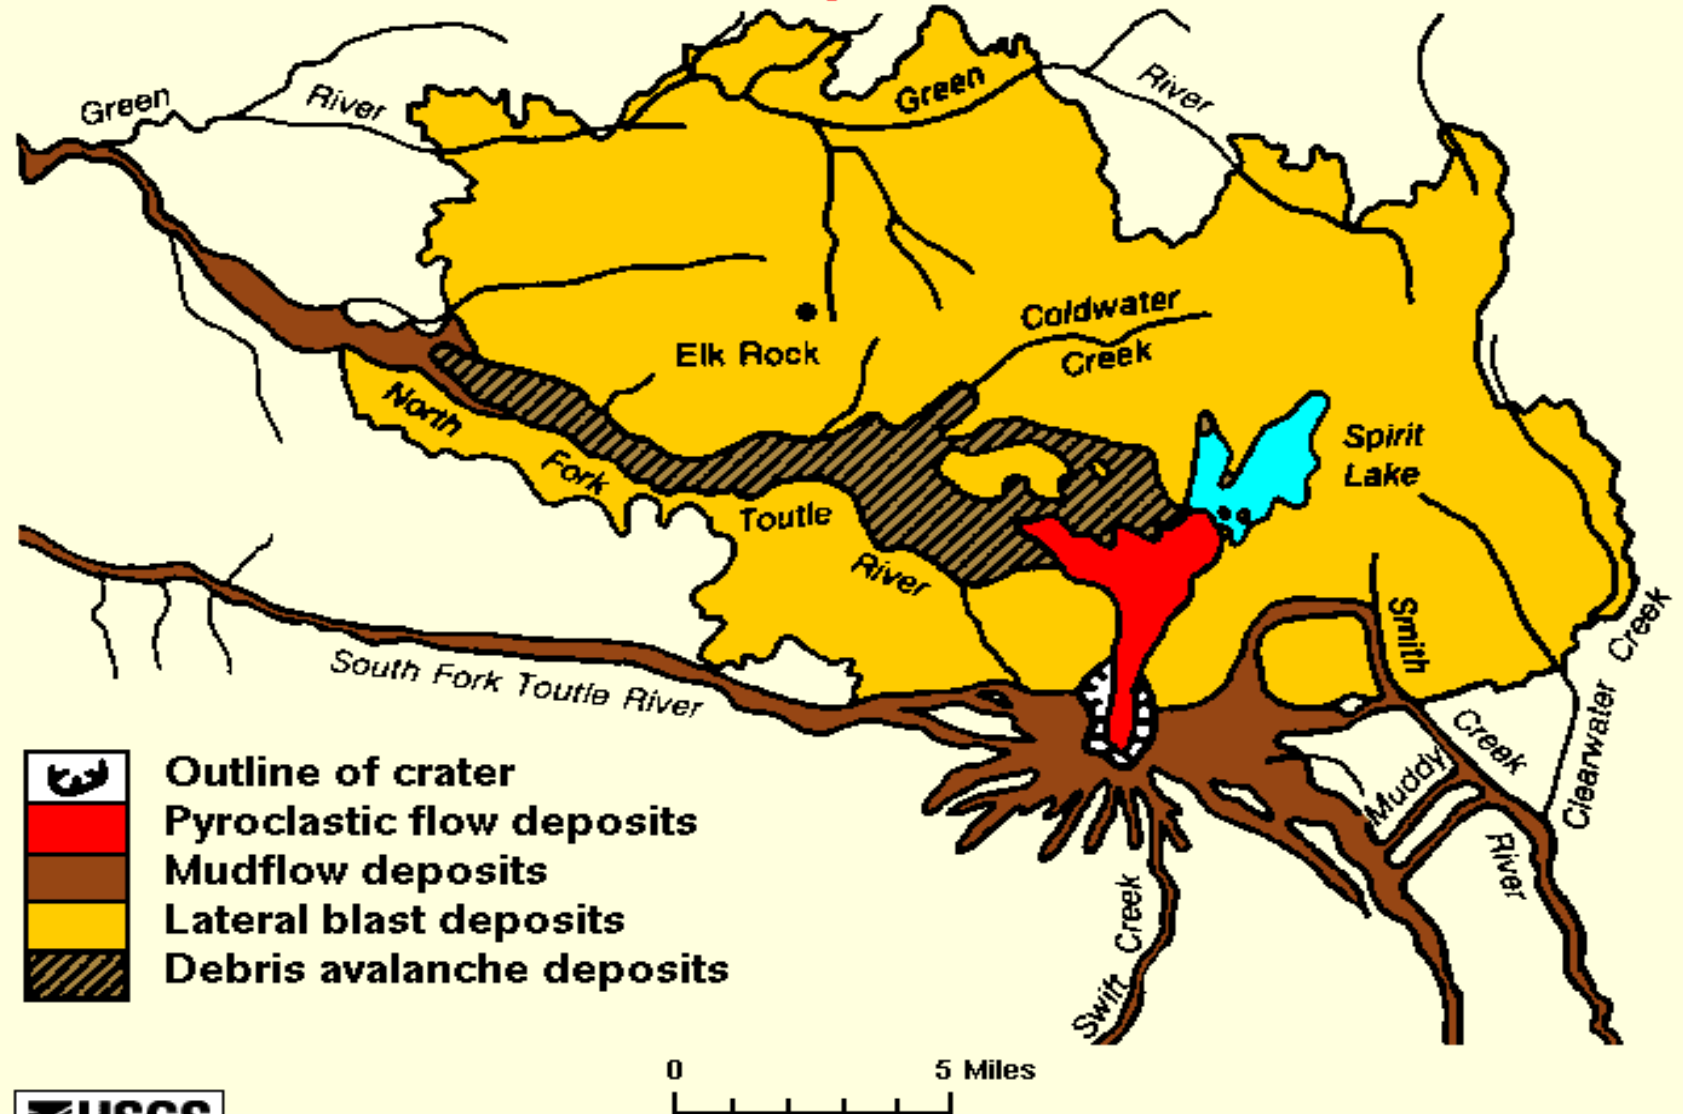 Green
River
Green
River
Coldwater
Creek
Elk Rock
North
Fork
Toutle
River
Spirit
Lake
Smith
Creek
Clearwater Creek
Muddy
River
South Fork Toutle River
Swift Creek
Outline of crater
Pyroclastic flow deposits
Mudflow deposits
Lateral blast deposits
Debris avalanche deposits
0 5 Miles
USGS